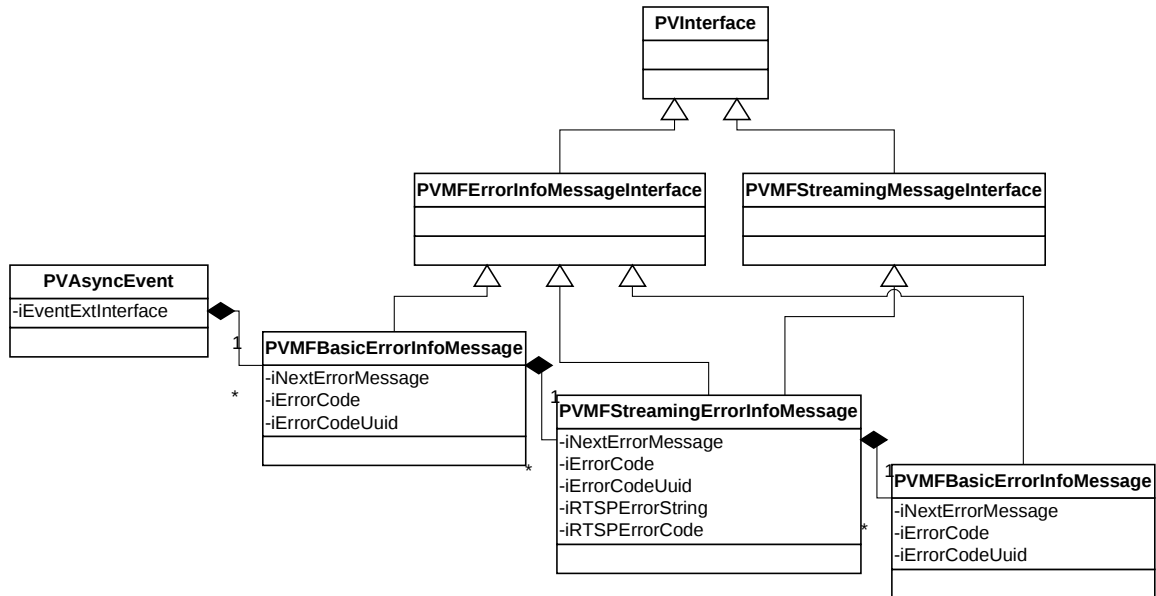 PVInterface
PVMFErrorInfoMessageInterface
PVMFStreamingMessageInterface
PVAsyncEvent
-iEventExtInterface
1
*
PVMFBasicErrorInfoMessage
-iNextErrorMessage
-iErrorCode
-iErrorCodeUuid
1
*
PVMFStreamingErrorInfoMessage
-iNextErrorMessage
-iErrorCode
-iErrorCodeUuid
-iRTSPErrorString
-iRTSPErrorCode
1
*
PVMFBasicErrorInfoMessage
-iNextErrorMessage
-iErrorCode
-iErrorCodeUuid